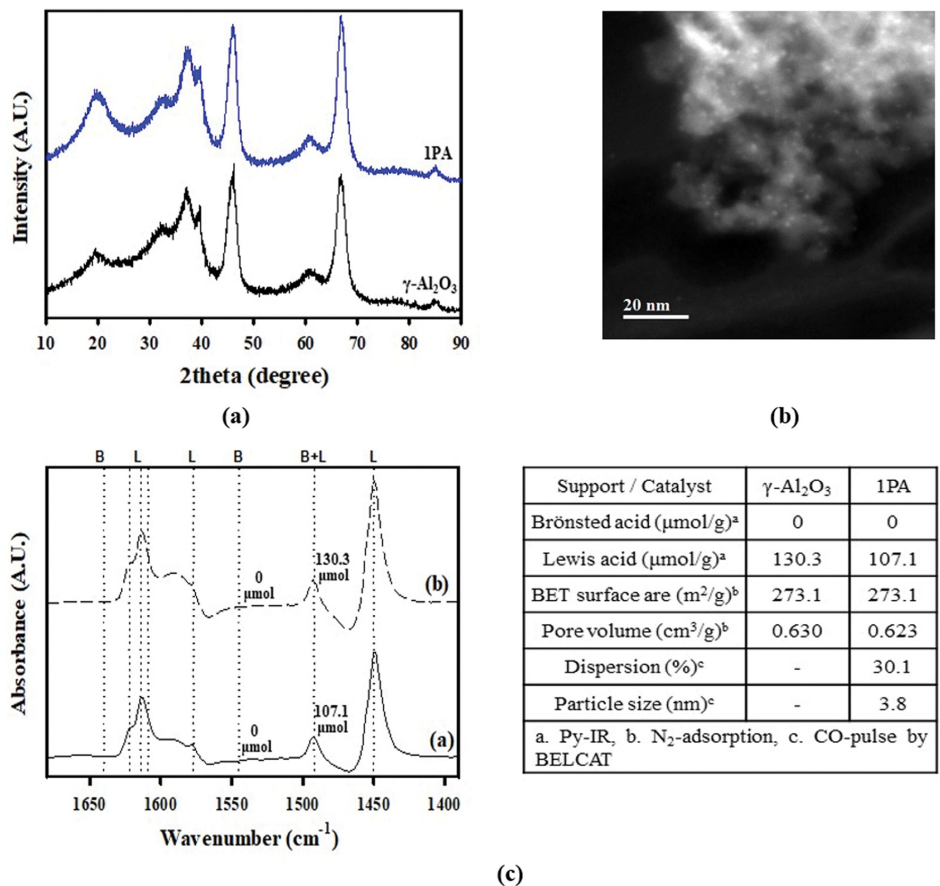 Intensity (A.U.)
1PA
γ-Al₂O₃
10 20 30 40 50 60 70 80 90
2theta (degree)
(a)
20 nm
(b)
B L L B B+L L
Absorbance (A.U.)
0
μmol
130.3
μmol
(b)
0
μmol
107.1
μmol
(a)
1650 1600 1550 1500 1450 1400
Wavenumber (cm⁻¹)
Support / Catalyst γ-Al₂O₃ 1PA
Brönsted acid (μmol/g)ᵃ 0 0
Lewis acid (μmol/g)ᵃ 130.3 107.1
BET surface are (m²/g)ᵇ 273.1 273.1
Pore volume (cm³/g)ᵇ 0.630 0.623
Dispersion (%)ᶜ - 30.1
Particle size (nm)ᶜ - 3.8
a. Py-IR, b. N₂-adsorption, c. CO-pulse by
BELCAT
(c)